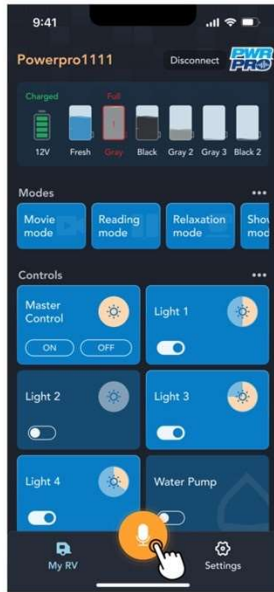 9:41
Powerpro1111
Disconnect
PWR
PRO
Charged
Full
12V Fresh Gray Black Gray 2 Gray 3 Black 2
Modes
Movie mode
Reading mode
Relaxation mode
Controls
Master Control
ON OFF
Light 1
Light 2
Light 3
Light 4
Water Pump
My RV
Settings